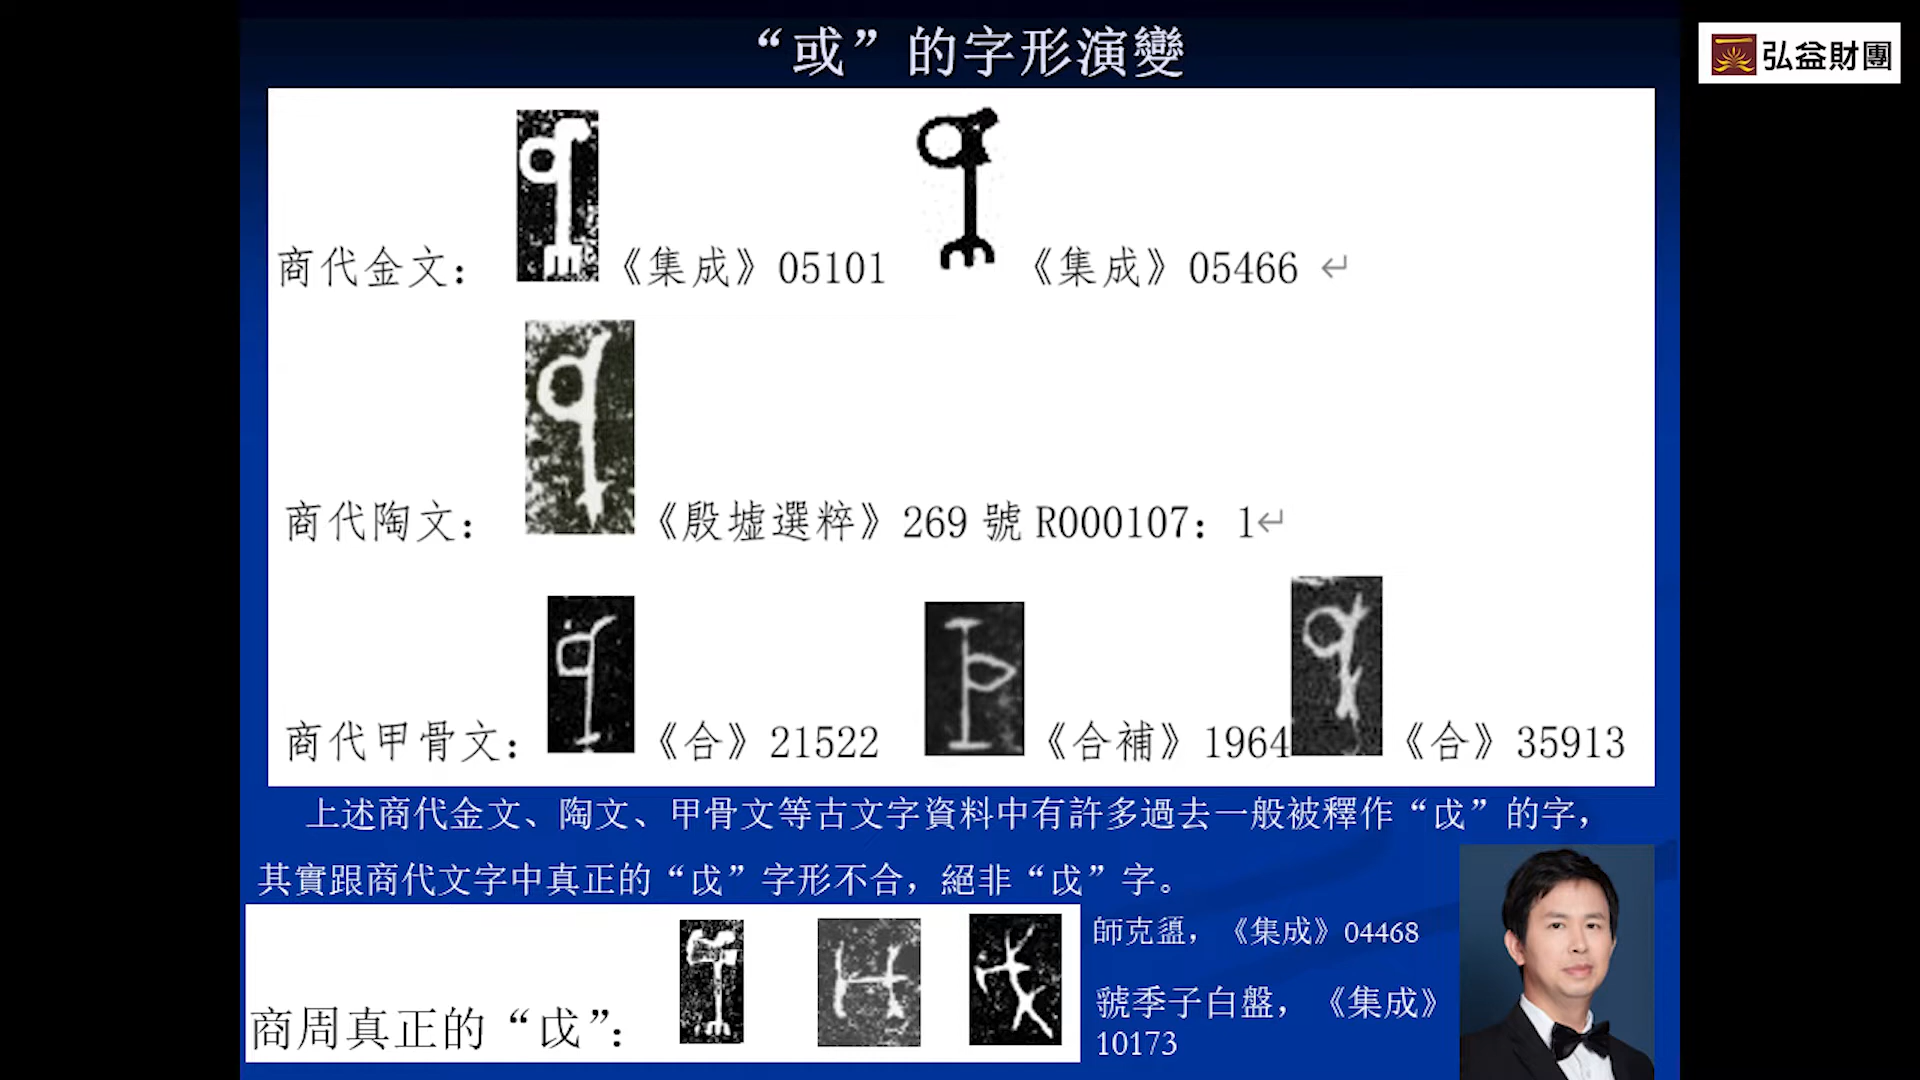 “或”的字形演變
弘益財團
商代金文： 《集成》05101 《集成》05466 ↵
商代陶文： 《殷墟選粹》269 號 R000107：1↵
商代甲骨文： 《合》21522 《合補》1964 《合》35913
上述商代金文、陶文、甲骨文等古文字資料中有許多過去一般被釋作“戉”的字，
其實跟商代文字中真正的“戉”字形不合，絕非“戉”字。
商周真正的“戉”：
師克盨，《集成》04468
虢季子白盤，《集成》
10173